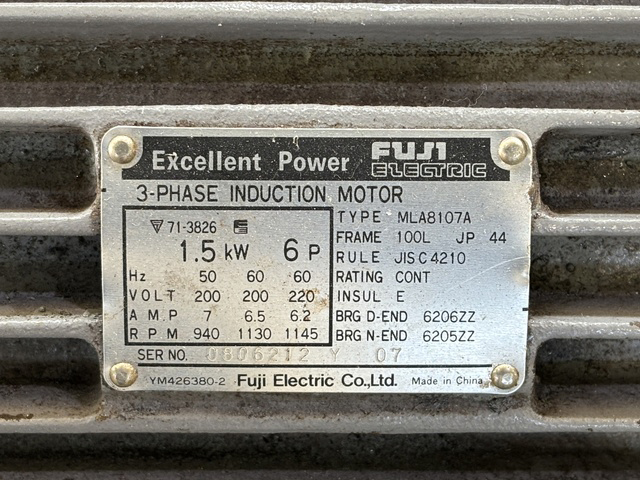 Excellent Power FUJI ELECTRIC
3-PHASE INDUCTION MOTOR
▽71-3826
1.5 kW 6 P
Hz 50 60 60
VOLT 200 200 220
AMP 7 6.5 6.2
RPM 940 1130 1145
TYPE MLA8107A
FRAME 100L JP 44
RULE JISC4210
RATING CONT
INSUL E
BRG D-END 6206ZZ
BRG N-END 6205ZZ
SER NO. 0806212 Y 07
YM426380-2 Fuji Electric Co.,Ltd. Made in China